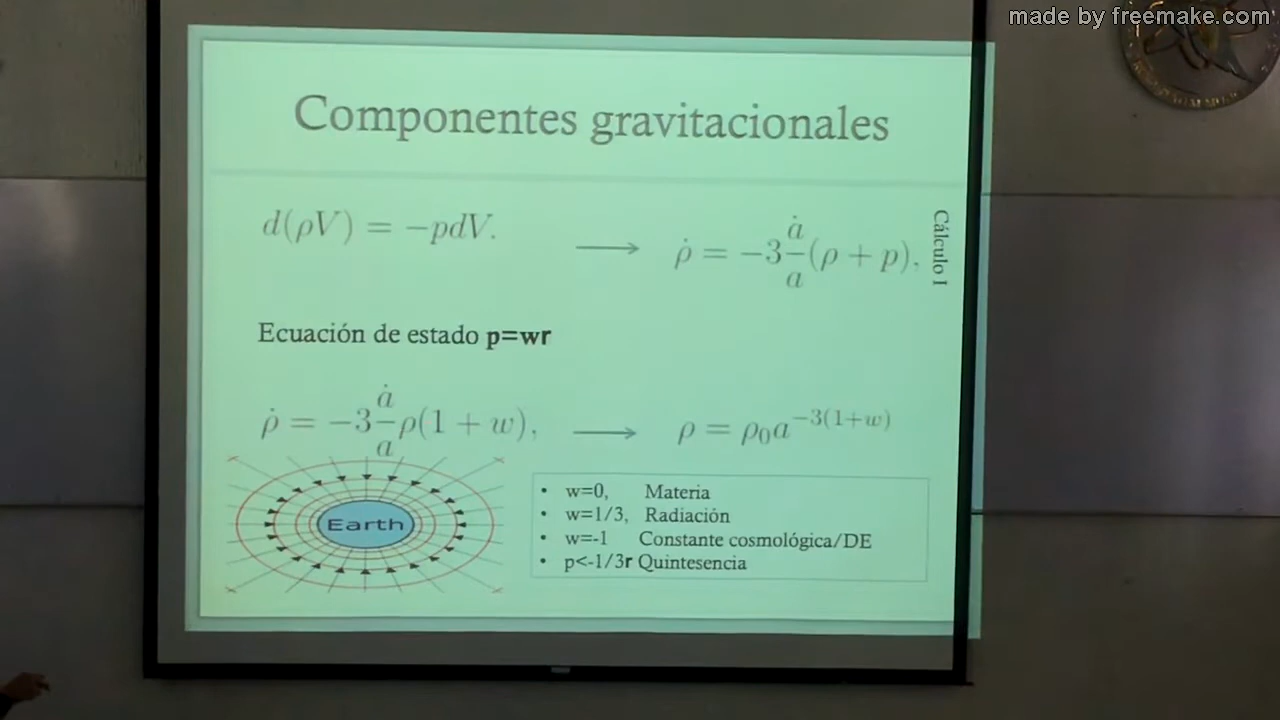 made by freemake.com
Componentes gravitacionales
d(ρV) = −pdV. ⟶ ρ̇ = −3 ȧ/a (ρ + p),
Cálculo I
Ecuación de estado p=wr
ρ̇ = −3 ȧ/a ρ(1 + w), ⟶ ρ = ρ₀a^{−3(1+w)}
Earth
• w=0, Materia
• w=1/3, Radiación
• w=-1 Constante cosmológica/DE
• p<-1/3r Quintesencia